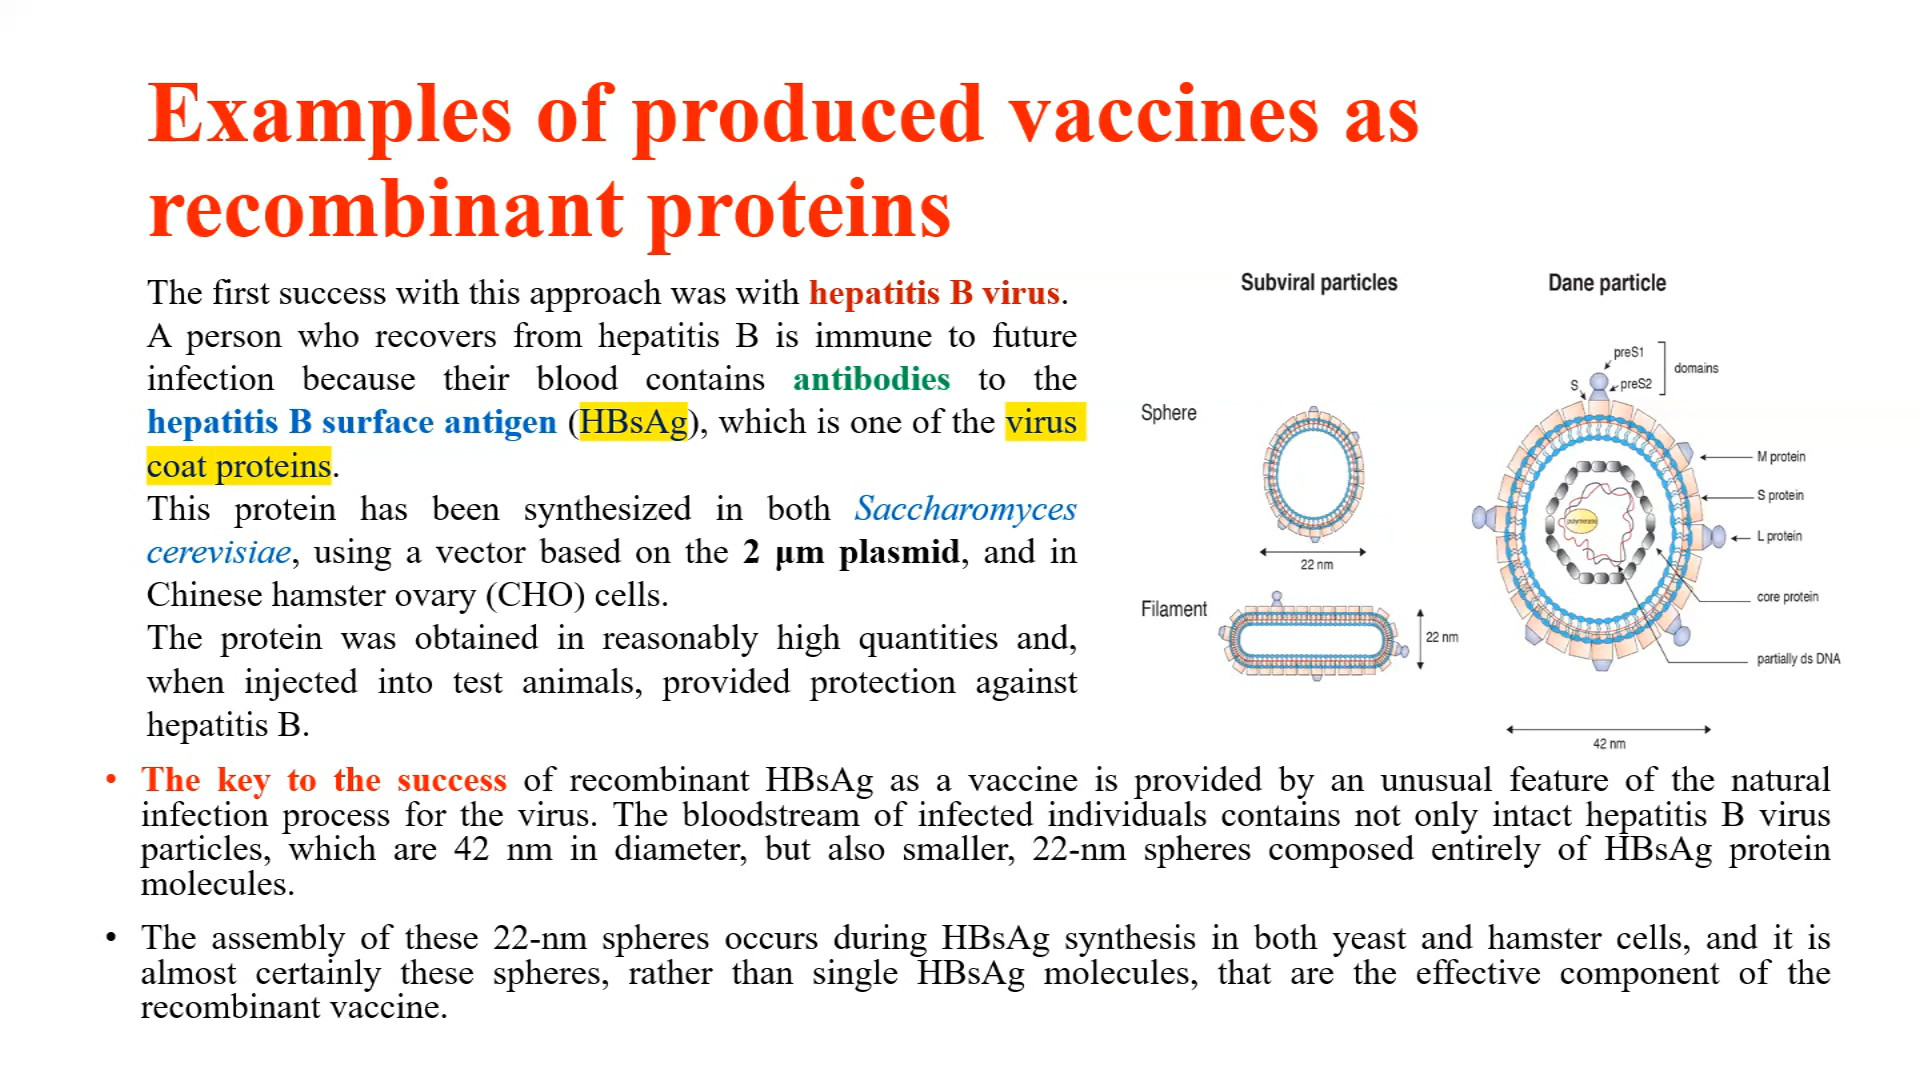 Examples of produced vaccines as
recombinant proteins
The first success with this approach was with hepatitis B virus.
A person who recovers from hepatitis B is immune to future
infection because their blood contains antibodies to the
hepatitis B surface antigen (HBsAg), which is one of the virus
coat proteins.
This protein has been synthesized in both Saccharomyces
cerevisiae, using a vector based on the 2 μm plasmid, and in
Chinese hamster ovary (CHO) cells.
The protein was obtained in reasonably high quantities and,
when injected into test animals, provided protection against
hepatitis B.
Subviral particles
Sphere
22 nm
Filament
22 nm
Dane particle
preS1
preS2
S
domains
M protein
S protein
L protein
polymerase
core protein
partially ds DNA
42 nm
• The key to the success of recombinant HBsAg as a vaccine is provided by an unusual feature of the natural
infection process for the virus. The bloodstream of infected individuals contains not only intact hepatitis B virus
particles, which are 42 nm in diameter, but also smaller, 22-nm spheres composed entirely of HBsAg protein
molecules.
• The assembly of these 22-nm spheres occurs during HBsAg synthesis in both yeast and hamster cells, and it is
almost certainly these spheres, rather than single HBsAg molecules, that are the effective component of the
recombinant vaccine.